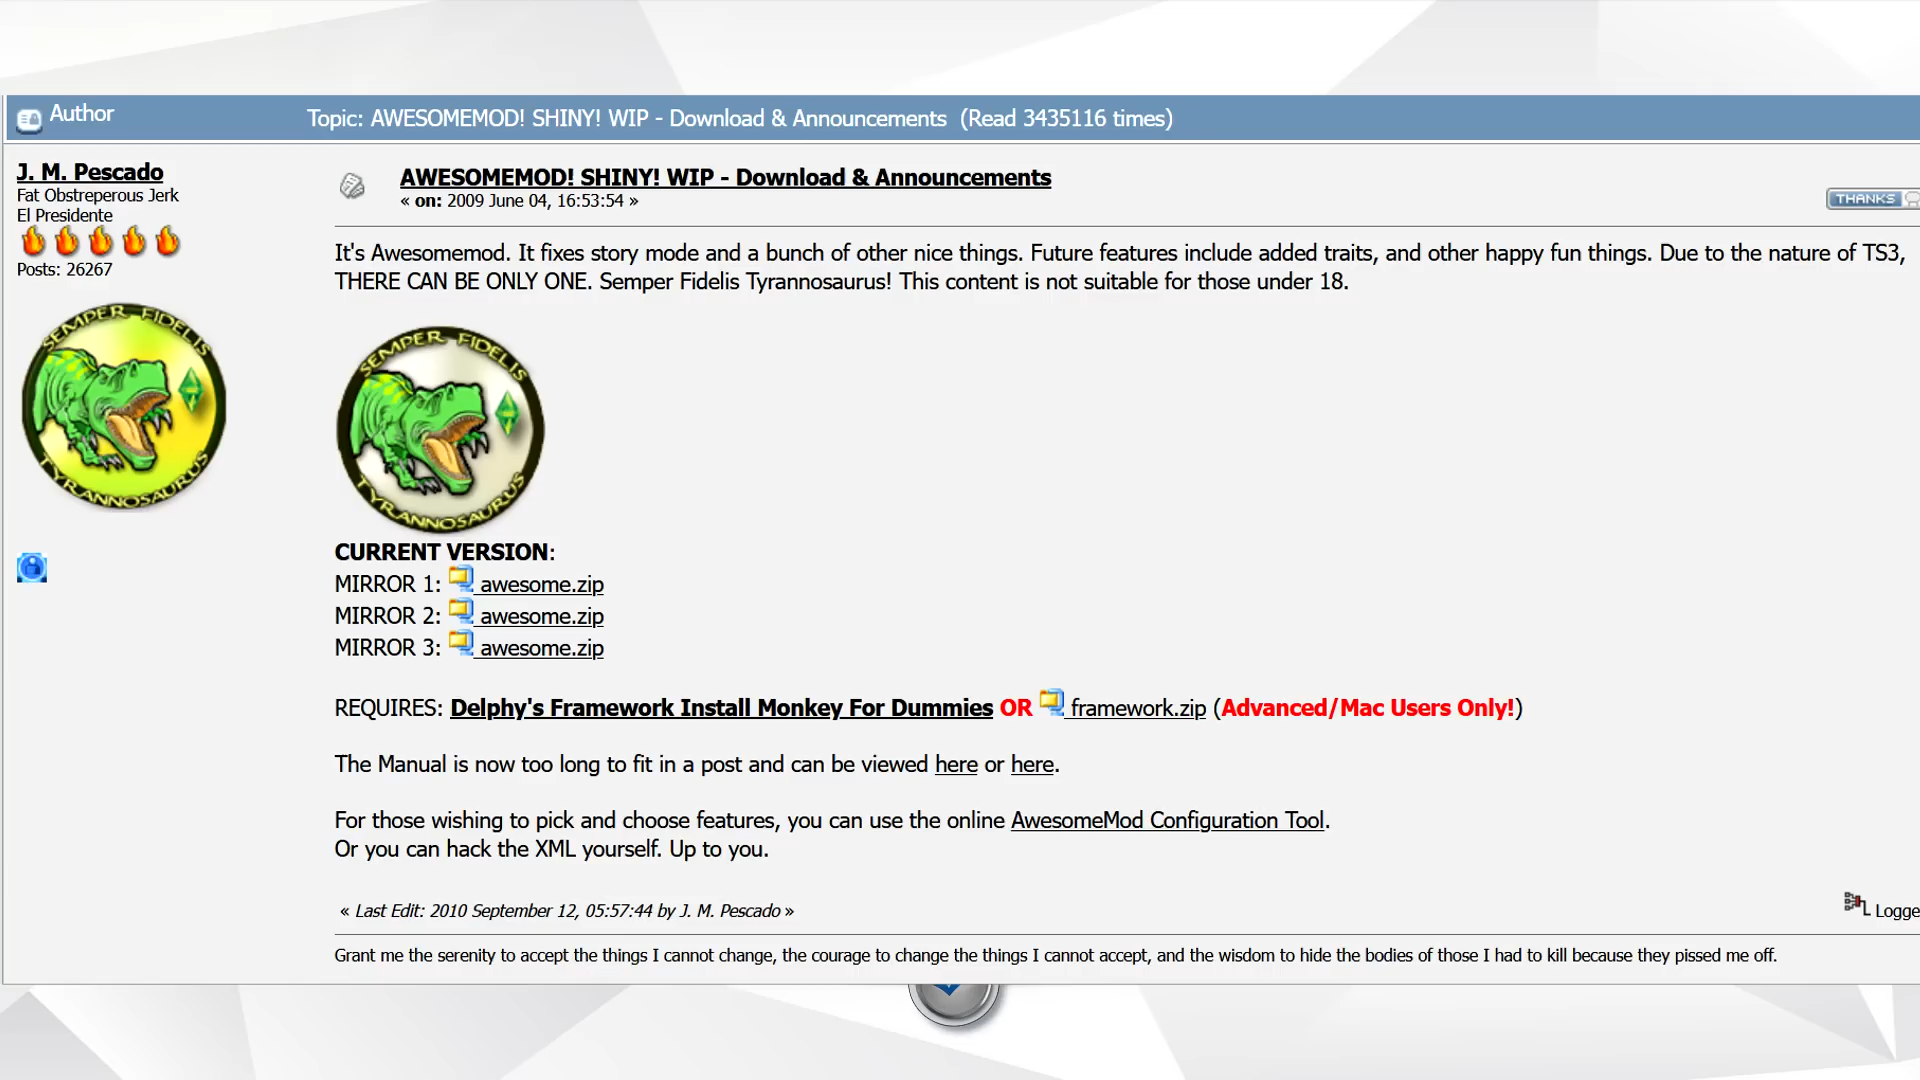 Author
Topic: AWESOMEMOD! SHINY! WIP - Download & Announcements (Read 3435116 times)
J. M. Pescado
Fat Obstreperous Jerk
El Presidente
Posts: 26267
SEMPER FIDELIS
TYRANNOSAURUS
AWESOMEMOD! SHINY! WIP - Download & Announcements
« on: 2009 June 04, 16:53:54 »
THANKS
It's Awesomemod. It fixes story mode and a bunch of other nice things. Future features include added traits, and other happy fun things. Due to the nature of TS3,
THERE CAN BE ONLY ONE. Semper Fidelis Tyrannosaurus! This content is not suitable for those under 18.
SEMPER FIDELIS
TYRANNOSAURUS
CURRENT VERSION:
MIRROR 1: awesome.zip
MIRROR 2: awesome.zip
MIRROR 3: awesome.zip
REQUIRES: Delphy's Framework Install Monkey For Dummies OR framework.zip (Advanced/Mac Users Only!)
The Manual is now too long to fit in a post and can be viewed here or here.
For those wishing to pick and choose features, you can use the online AwesomeMod Configuration Tool.
Or you can hack the XML yourself. Up to you.
« Last Edit: 2010 September 12, 05:57:44 by J. M. Pescado »
Logge
Grant me the serenity to accept the things I cannot change, the courage to change the things I cannot accept, and the wisdom to hide the bodies of those I had to kill because they pissed me off.